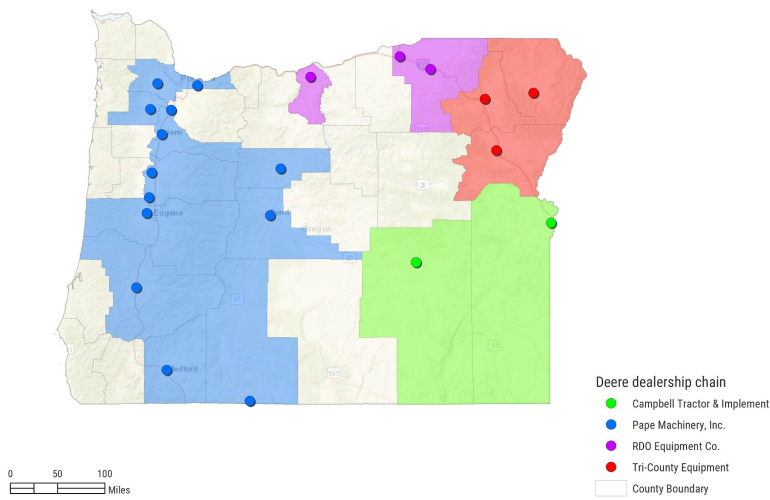 Eugene
Oregon
Medford
Deere dealership chain
Campbell Tractor & Implement
Pape Machinery, Inc.
RDO Equipment Co.
Tri-County Equipment
County Boundary
0 50 100
Miles